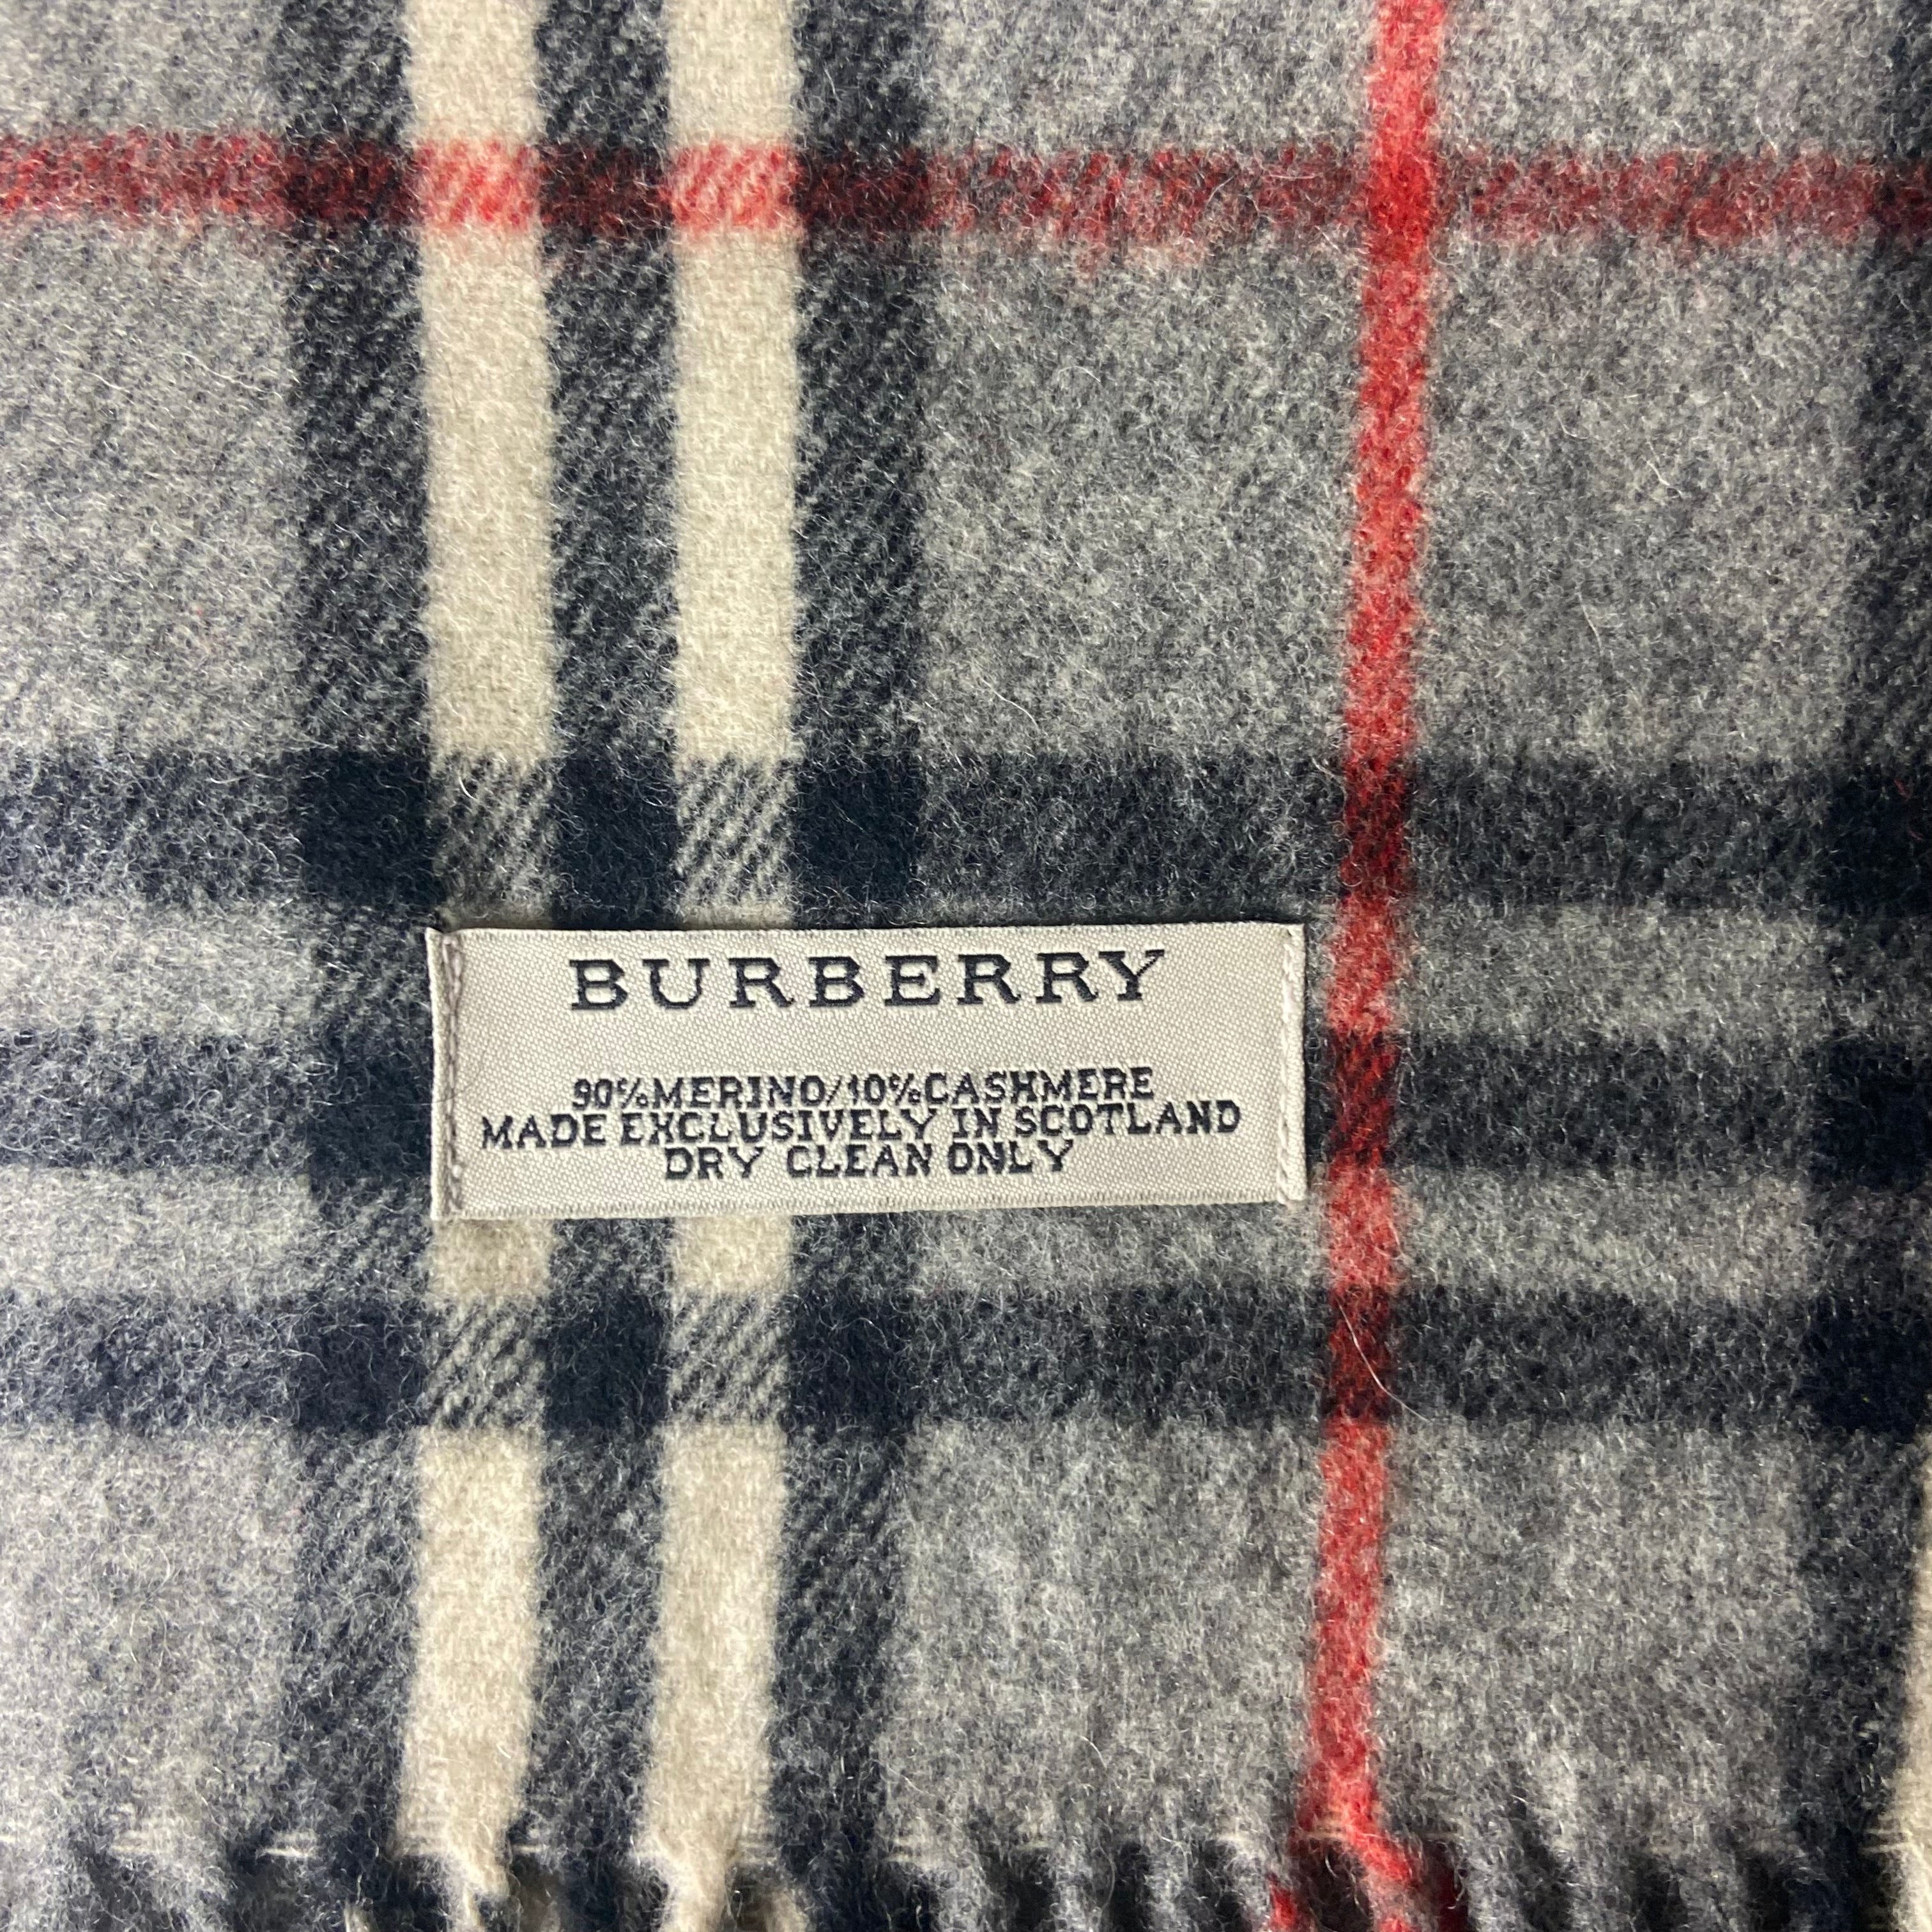 BURBERRY
90%MERINO/10%CASHMERE
MADE EXCLUSIVELY IN SCOTLAND
DRY CLEAN ONLY